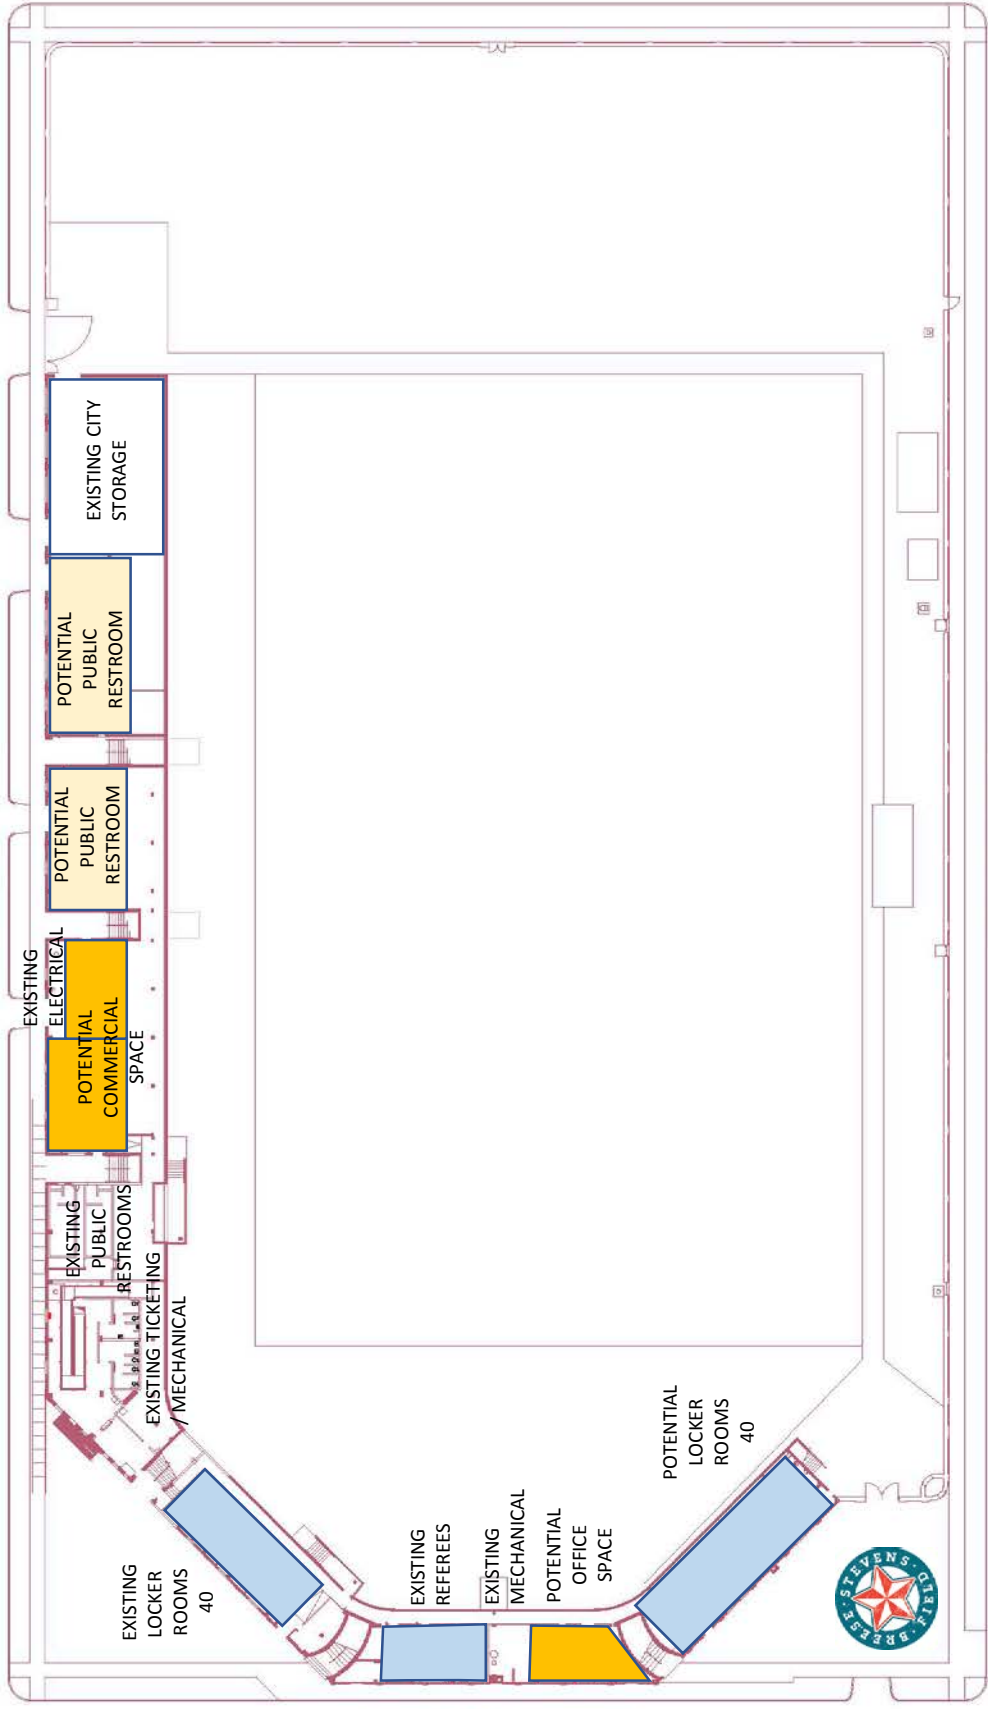 EXISTING CITY
STORAGE
POTENTIAL
PUBLIC
RESTROOM
POTENTIAL
PUBLIC
RESTROOM
EXISTING
ELECTRICAL
POTENTIAL
COMMERCIAL
SPACE
EXISTING
PUBLIC
RESTROOMS
EXISTING TICKETING
/ MECHANICAL
EXISTING
LOCKER
ROOMS
40
EXISTING
REFEREES
EXISTING
MECHANICAL
POTENTIAL
OFFICE
SPACE
POTENTIAL
LOCKER
ROOMS
40
BREESE · STEVENS · FIELD